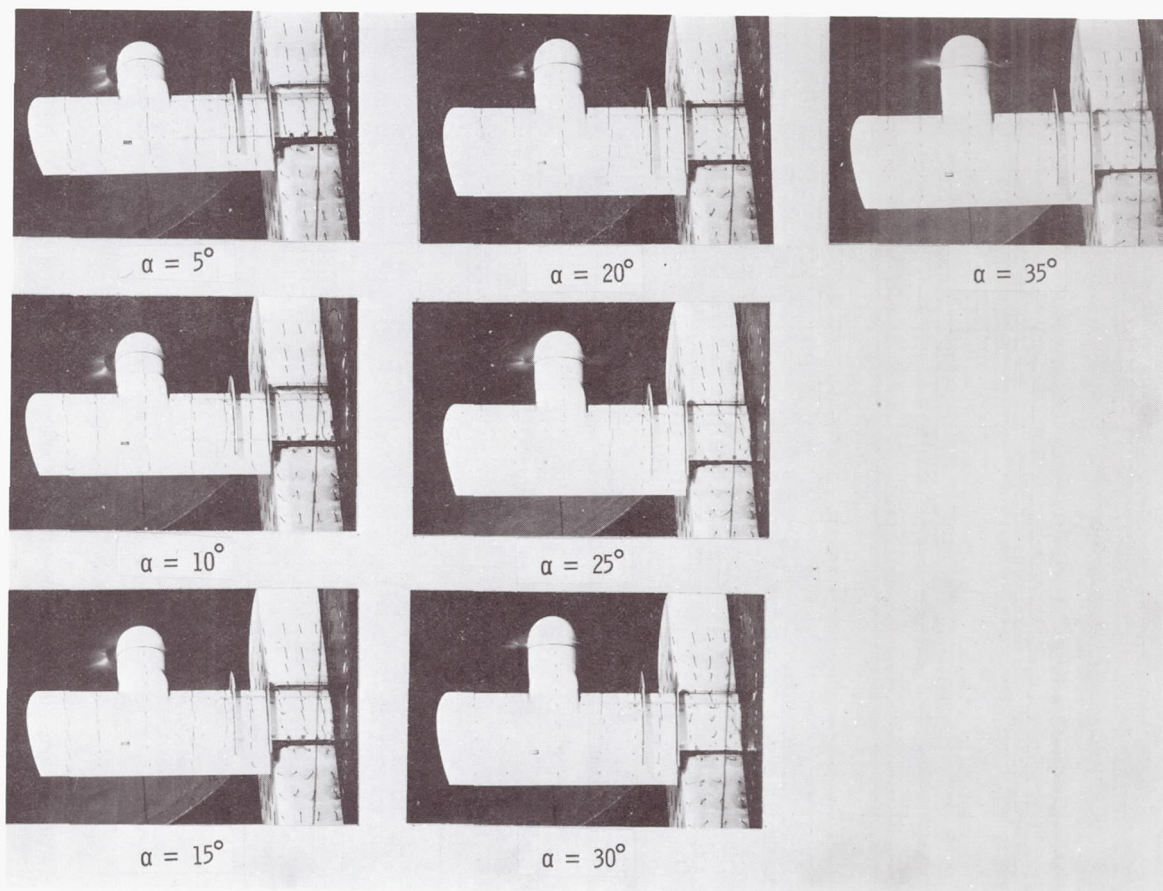 α = 5°
α = 20°
α = 35°
α = 10°
α = 25°
α = 15°
α = 30°